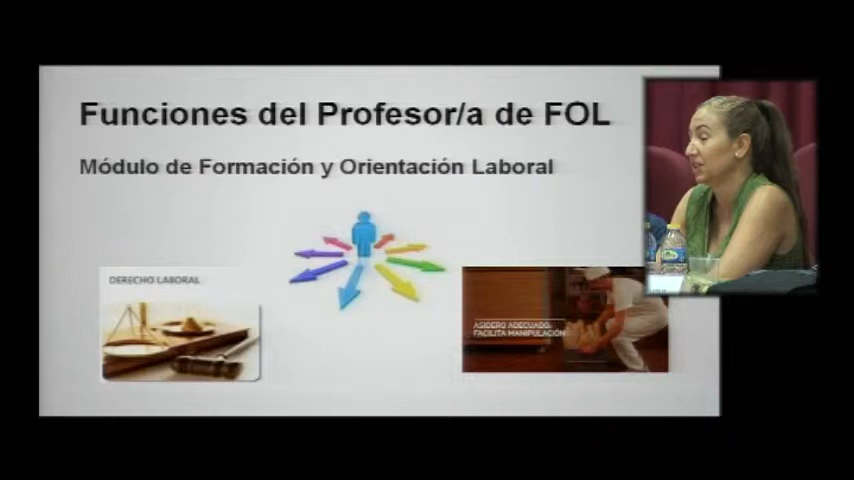 Funciones del Profesor/a de FOL
Módulo de Formación y Orientación Laboral
DERECHO LABORAL
ASIDERO ADECUADO:
FACILITA MANIPULACIÓN